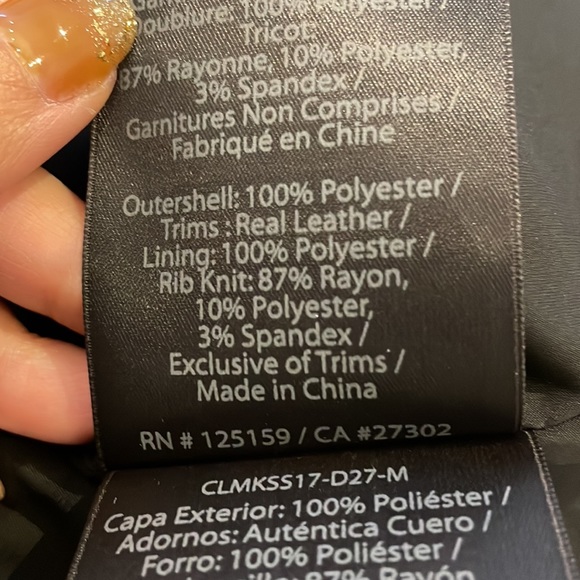 Doublure: 100% Polyester /
Tricot:
87% Rayonne, 10% Polyester,
3% Spandex /
Garnitures Non Comprises /
Fabriqué en Chine
Outershell: 100% Polyester /
Trims : Real Leather /
Lining: 100% Polyester /
Rib Knit: 87% Rayon,
10% Polyester,
3% Spandex /
Exclusive of Trims /
Made in China
RN # 125159 / CA #27302
CLMKSS17-D27-M
Capa Exterior: 100% Poliéster /
Adornos: Auténtica Cuero /
Forro: 100% Poliéster /
87% Rayón